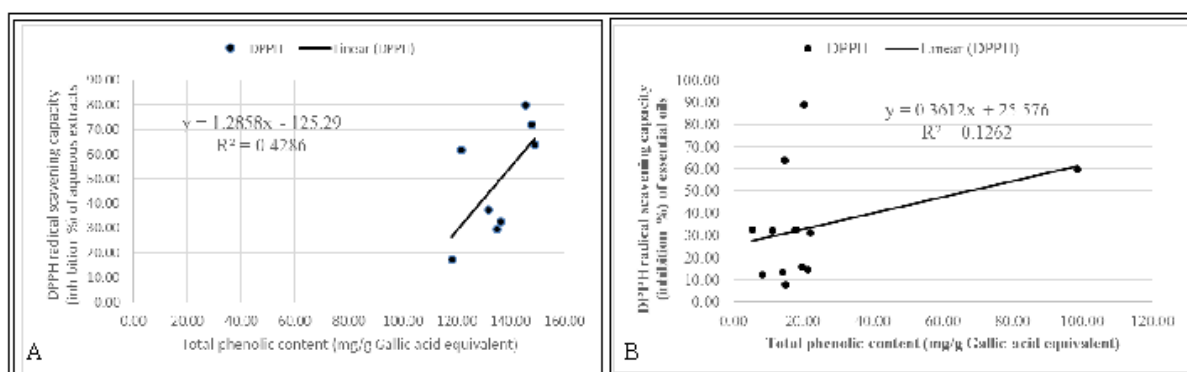 DPPH Linear (DPPH)
DPPH radical scavening capacity
(inhibition %) of aqueous extracts
90.00
80.00
70.00
60.00
50.00
40.00
30.00
20.00
10.00
0.00
y = 1.2858x - 125.29
R² = 0.4286
0.00 20.00 40.00 60.00 80.00 100.00 120.00 140.00 160.00
Total phenolic content (mg/g Gallic acid equivalent)
A
DPPH Linear (DPPH)
DPPH radical scavening capacity
(inhibition %) of essential oils
100.00
90.00
80.00
70.00
60.00
50.00
40.00
30.00
20.00
10.00
0.00
y = 0.3612x + 25.576
R² = 0.1262
0.00 20.00 40.00 60.00 80.00 100.00 120.00
Total phenolic content (mg/g Gallic acid equivalent)
B